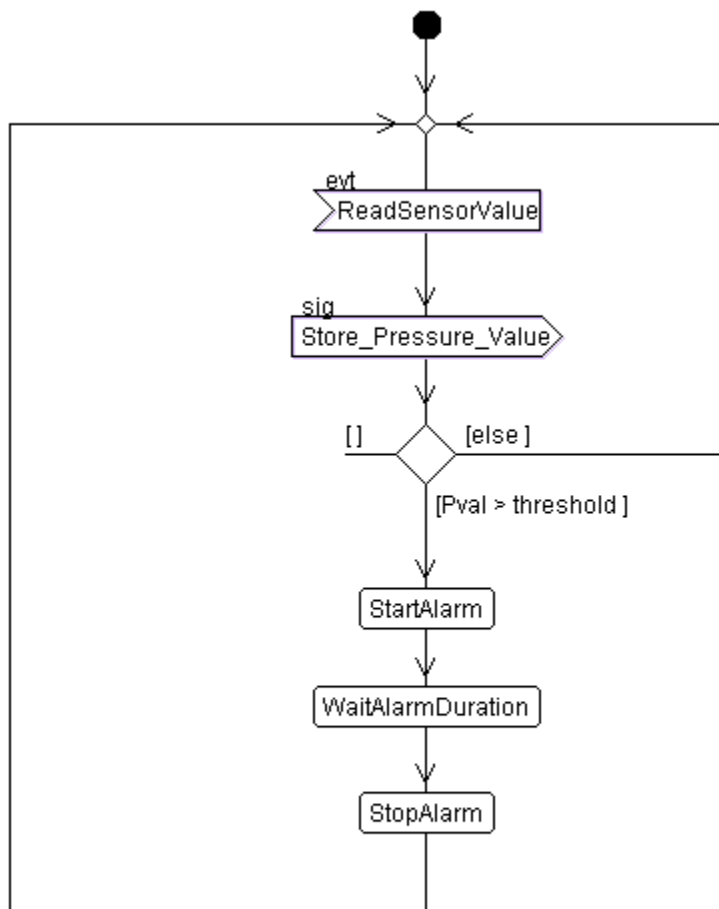 evt
ReadSensorValue
sig
Store_Pressure_Value
[ ]
[else ]
[Pval > threshold ]
StartAlarm
WaitAlarmDuration
StopAlarm